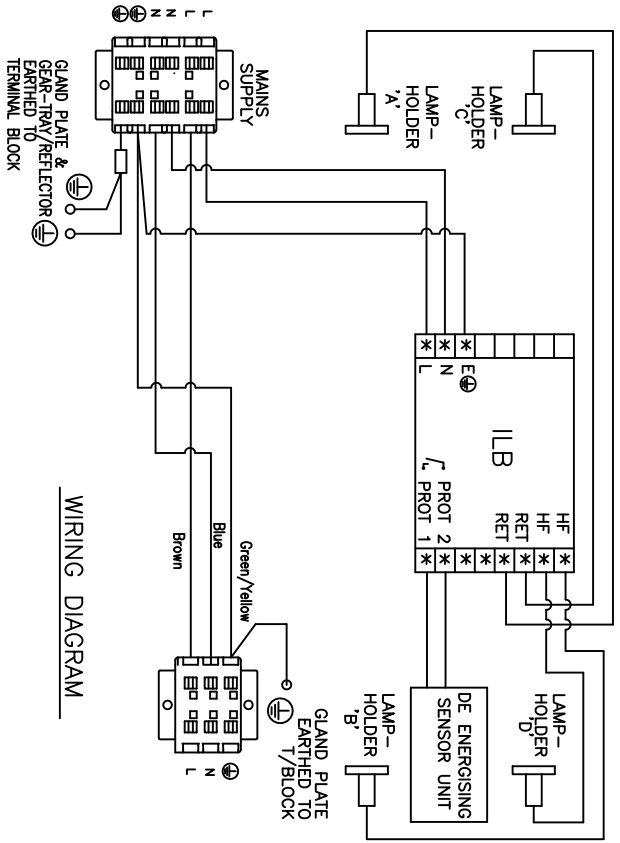 L
L
N
N
MAINS
SUPPLY
GLAND PLATE &
GEAR-TRAY/REFLECTOR
EARTHED TO
TERMINAL BLOCK
LAMP-
HOLDER
'A'
LAMP-
HOLDER
'C'
* * *
L
N
E
ILB
PROT 1
PROT 2
RET
RET
HF
HF
* * * * * * * *
Brown
Blue
Green/Yellow
WIRING DIAGRAM
GLAND PLATE
EARTHED TO
T/BLOCK
L
N
LAMP-
HOLDER
'B'
DE ENERGISING
SENSOR UNIT
LAMP-
HOLDER
'D'